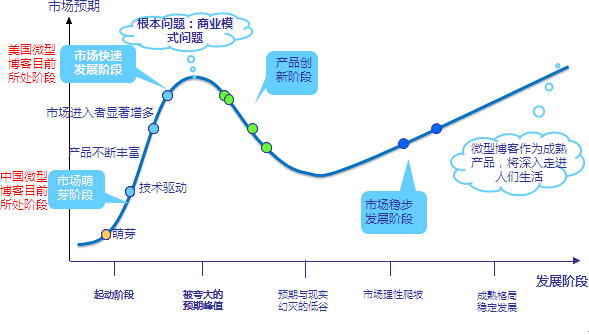 市场预期
根本问题：商业模
式问题
美国微型
博客目前
所处阶段
市场快速
发展阶段
产品创
新阶段
市场进入者显著增多
产品不断丰富
微型博客作为成熟
产品，将深入走进
人们生活
中国微型
博客目前
所处阶段
市场萌
芽阶段
技术驱动
市场稳步
发展阶段
萌芽
发展阶段
起动阶段
被夸大的
预期峰值
预期与现实
幻灭的低谷
市场理性爬坡
成熟格局
稳定发展